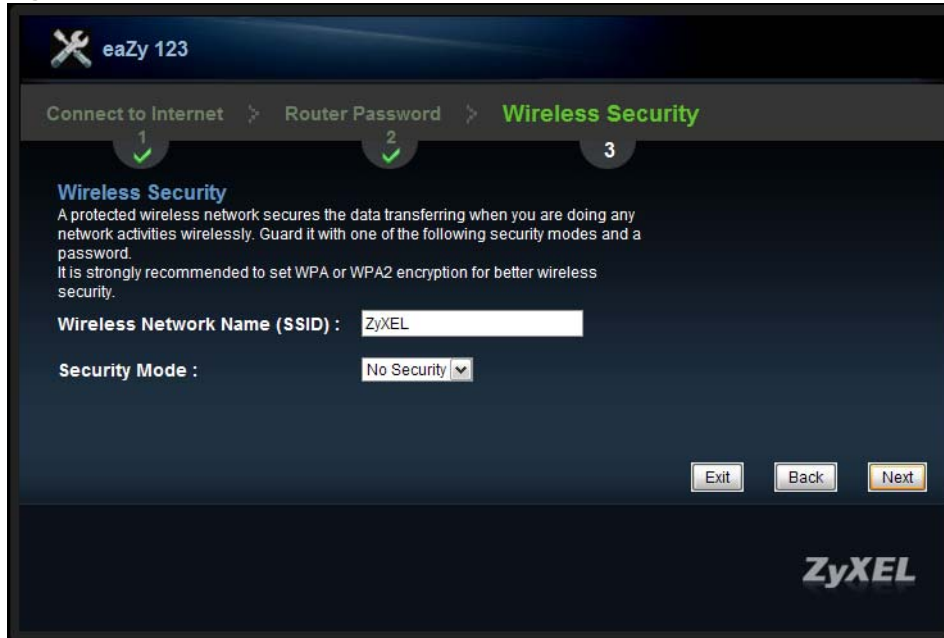 eaZy 123
Connect to Internet > Router Password > Wireless Security
1 2 3
Wireless Security
A protected wireless network secures the data transferring when you are doing any
network activities wirelessly. Guard it with one of the following security modes and a
password.
It is strongly recommended to set WPA or WPA2 encryption for better wireless
security.
Wireless Network Name (SSID) : ZyXEL
Security Mode : No Security
Exit Back Next
ZyXEL